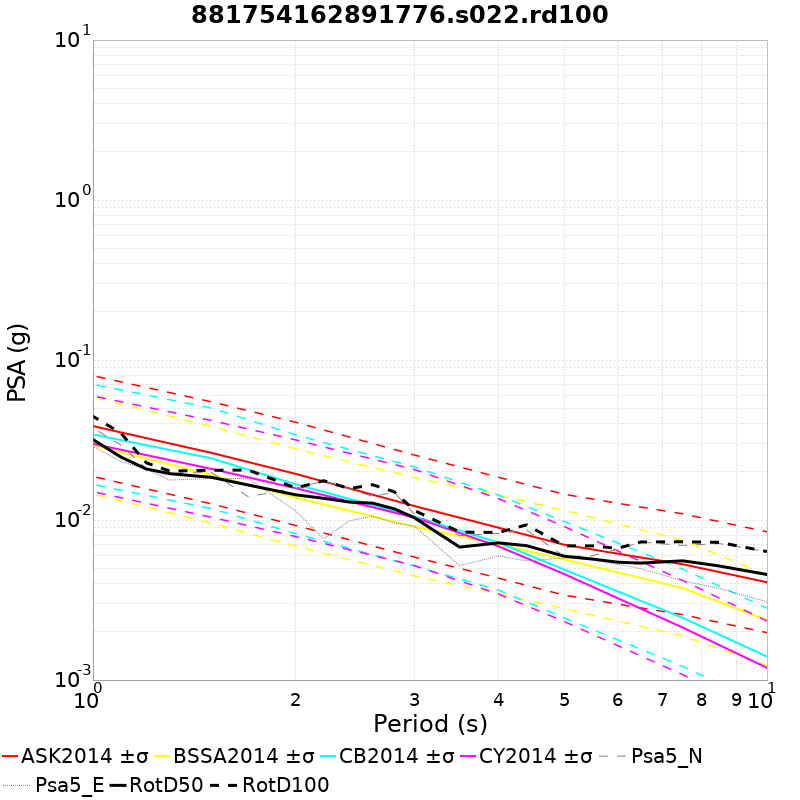 881754162891776.s022.rd100
10^1
10^0
10^-1
10^-2
10^-3
PSA (g)
10^0 2 3 4 5 6 7 8 9 10^1
Period (s)
ASK2014 ±σ BSSA2014 ±σ CB2014 ±σ CY2014 ±σ Psa5_N
Psa5_E RotD50 RotD100